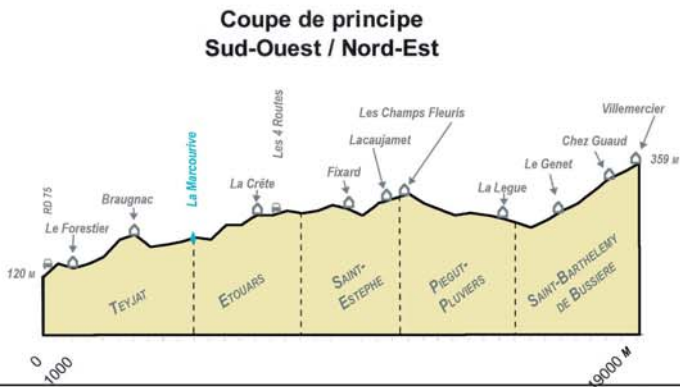 Coupe de principe
Sud-Ouest / Nord-Est
RD 75
Le Forestier
Braugnac
La Marcourive
La Crête
Les 4 Routes
Fixard
Lacaujamet
Les Champs Fleuris
La Legue
Le Genet
Chez Guaud
Villemercier
120 M
359 M
TEYJAT
ETOUARS
SAINT-
ESTEPHE
PIEGUT-
PLUVIERS
SAINT-BARTHELEMY
DE BUSSIERE
0
1000
19000 M